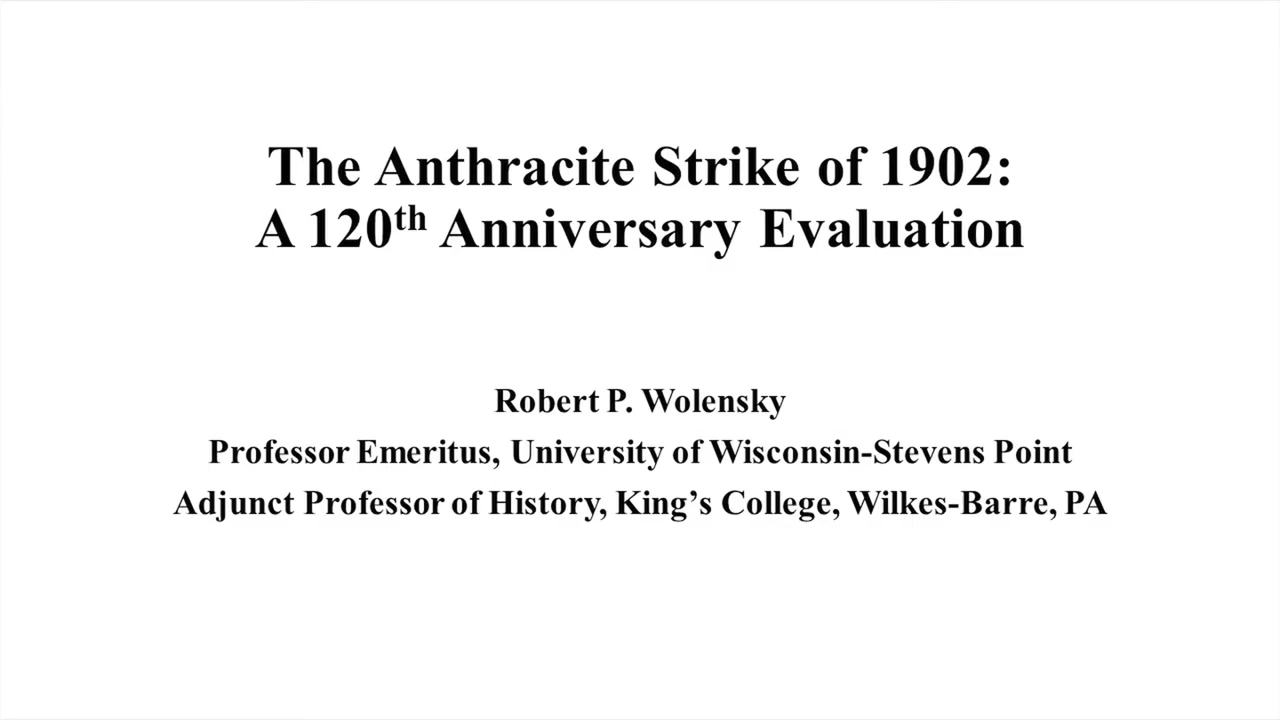 The Anthracite Strike of 1902:
A 120th Anniversary Evaluation
Robert P. Wolensky
Professor Emeritus, University of Wisconsin-Stevens Point
Adjunct Professor of History, King’s College, Wilkes-Barre, PA